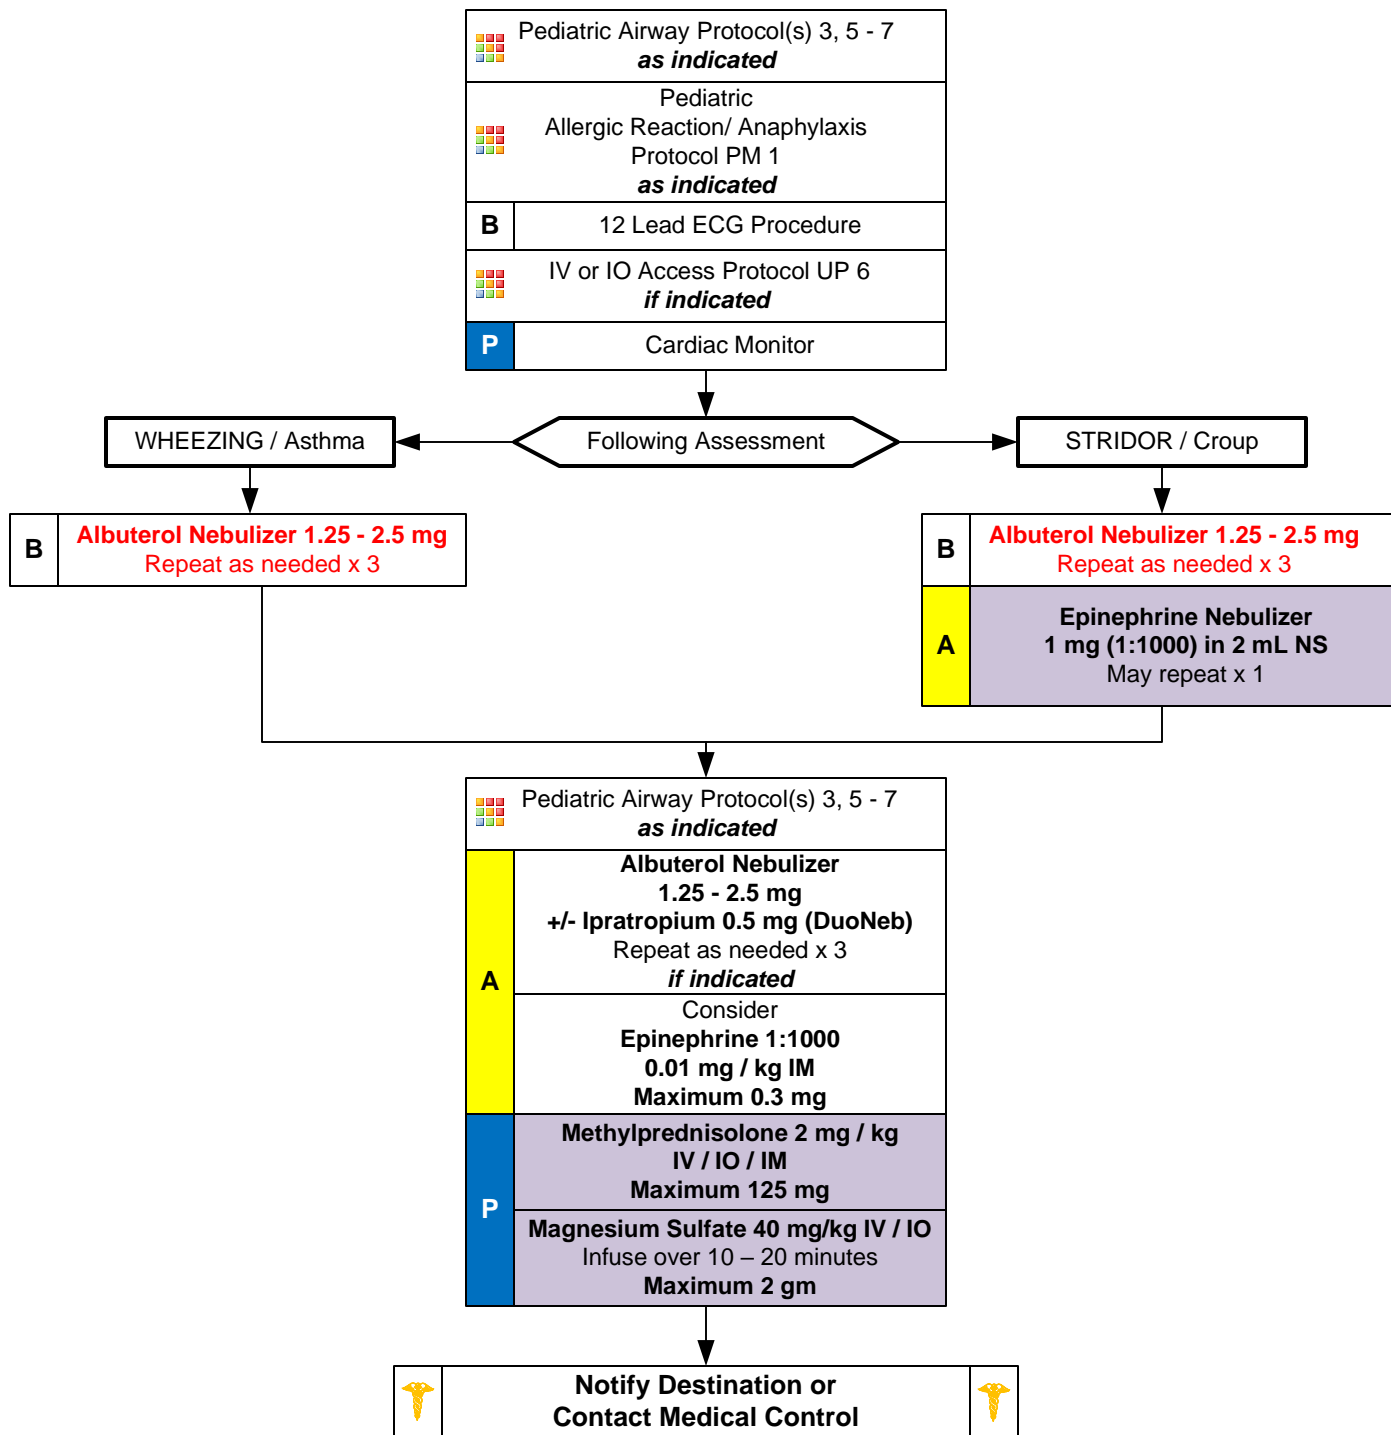 Pediatric Airway Protocol(s) 3, 5 - 7
as indicated
Pediatric
Allergic Reaction/ Anaphylaxis
Protocol PM 1
as indicated
B
12 Lead ECG Procedure
IV or IO Access Protocol UP 6
if indicated
P
Cardiac Monitor
WHEEZING / Asthma
Following Assessment
STRIDOR / Croup
B
Albuterol Nebulizer 1.25 - 2.5 mg
Repeat as needed x 3
B
Albuterol Nebulizer 1.25 - 2.5 mg
Repeat as needed x 3
A
Epinephrine Nebulizer
1 mg (1:1000) in 2 mL NS
May repeat x 1
Pediatric Airway Protocol(s) 3, 5 - 7
as indicated
A
Albuterol Nebulizer
1.25 - 2.5 mg
+/- Ipratropium 0.5 mg (DuoNeb)
Repeat as needed x 3
if indicated
Consider
Epinephrine 1:1000
0.01 mg / kg IM
Maximum 0.3 mg
P
Methylprednisolone 2 mg / kg
IV / IO / IM
Maximum 125 mg
Magnesium Sulfate 40 mg/kg IV / IO
Infuse over 10 – 20 minutes
Maximum 2 gm
Notify Destination or
Contact Medical Control